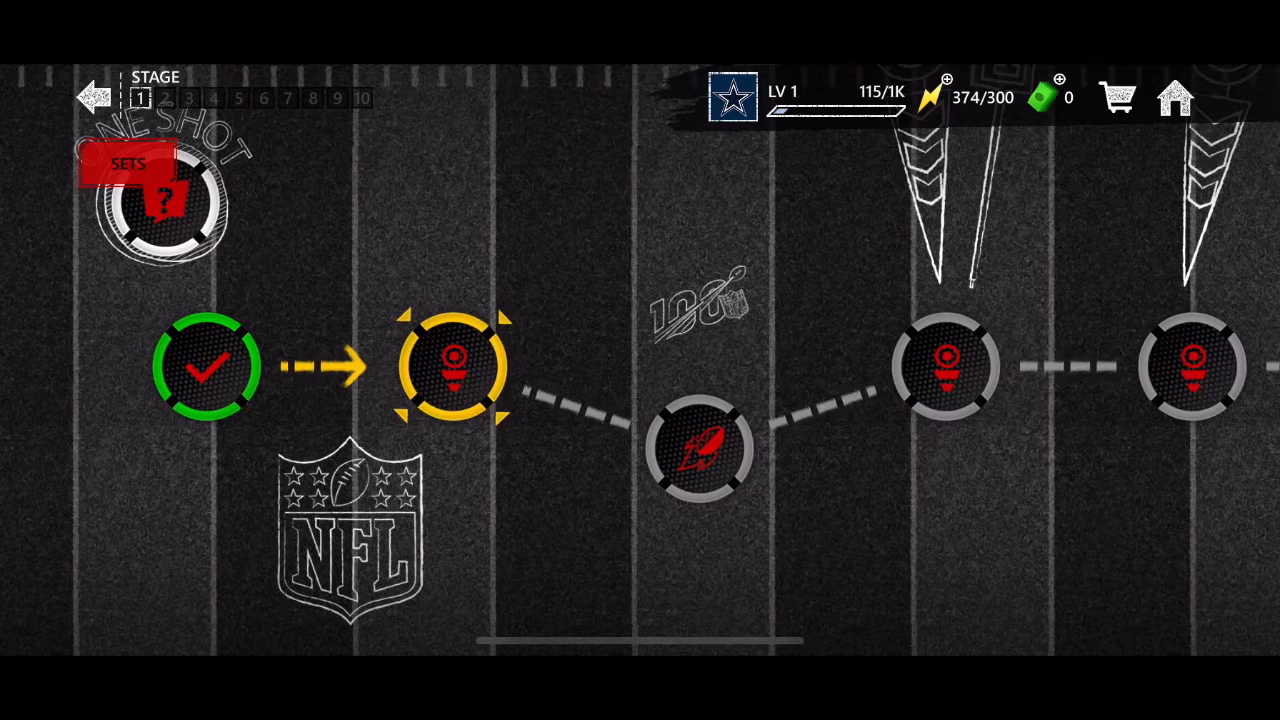 STAGE
1 2 3 4 5 6 7 8 9 10
LV 1 115/1K
374/300
0
ONE SHOT
SETS
?
100
NFL